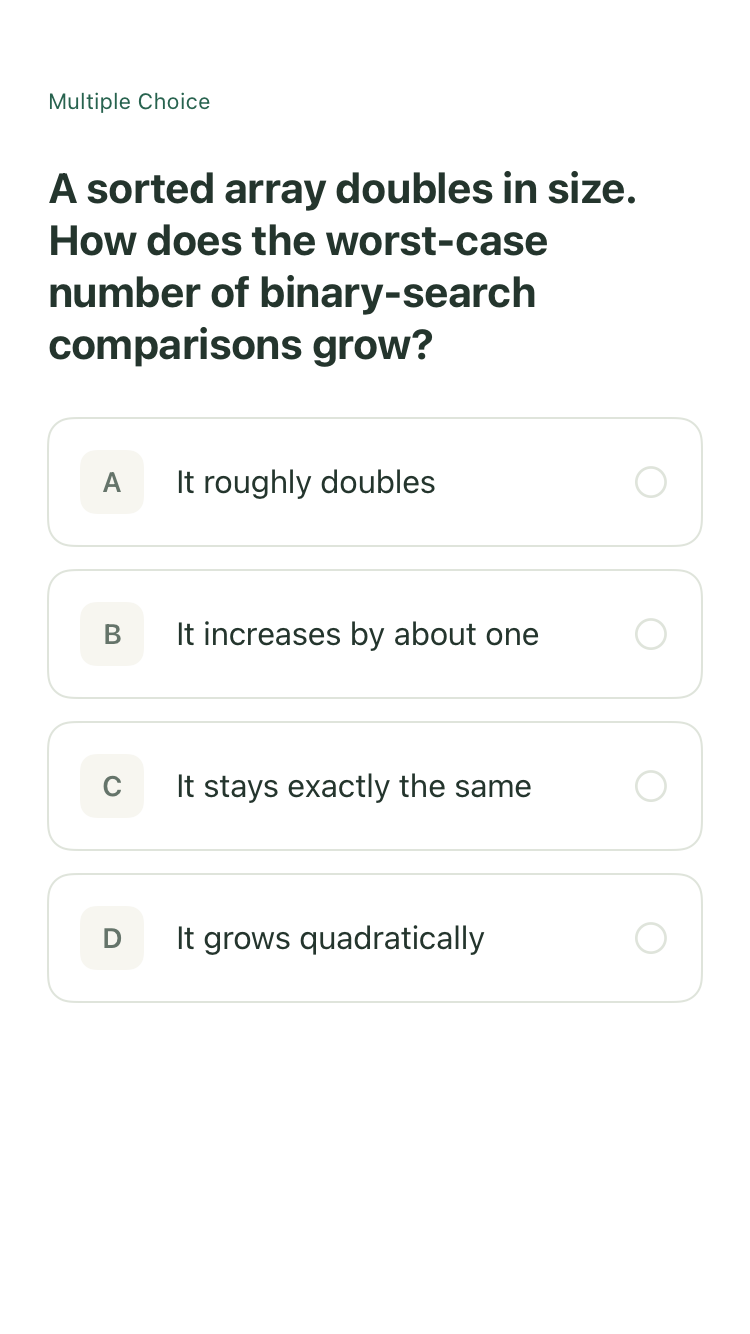 Multiple Choice
A sorted array doubles in size.
How does the worst-case
number of binary-search
comparisons grow?
A It roughly doubles
B It increases by about one
C It stays exactly the same
D It grows quadratically